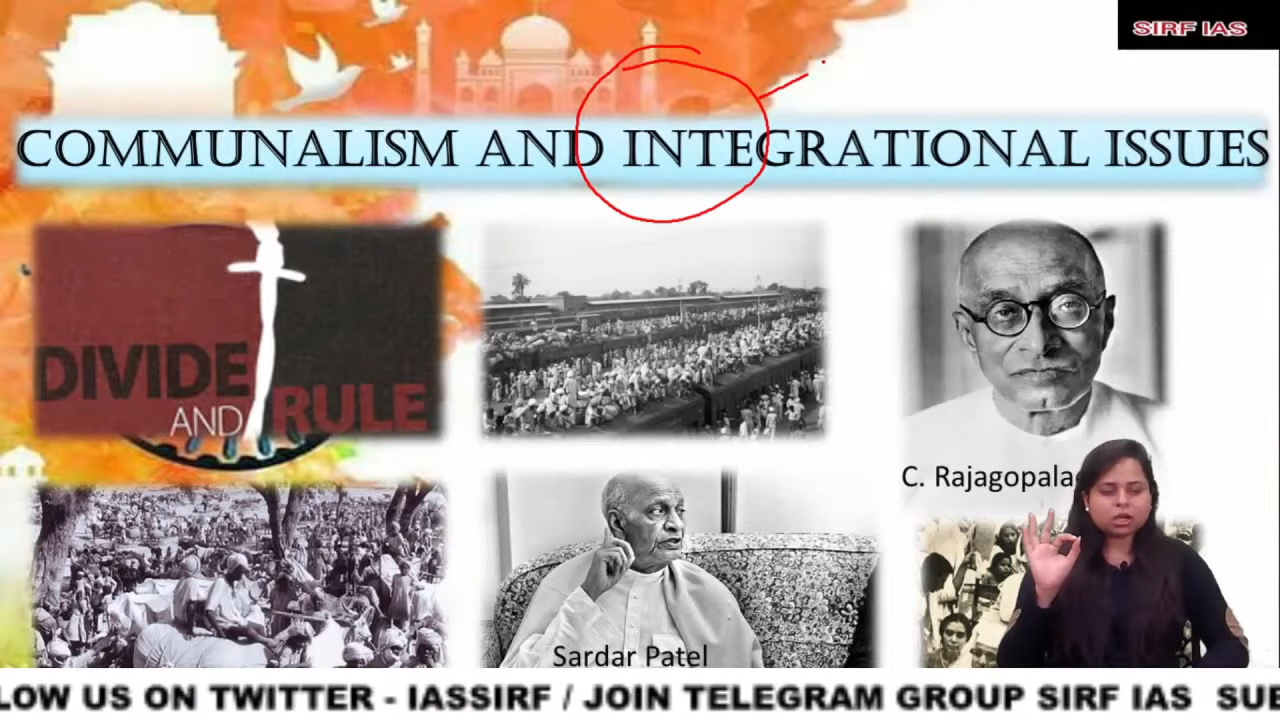 SIRF IAS
COMMUNALISM AND INTEGRATIONAL ISSUES
DIVIDE
AND RULE
C. Rajagopala
Sardar Patel
LOW US ON TWITTER - IASSIRF / JOIN TELEGRAM GROUP SIRF IAS SUB